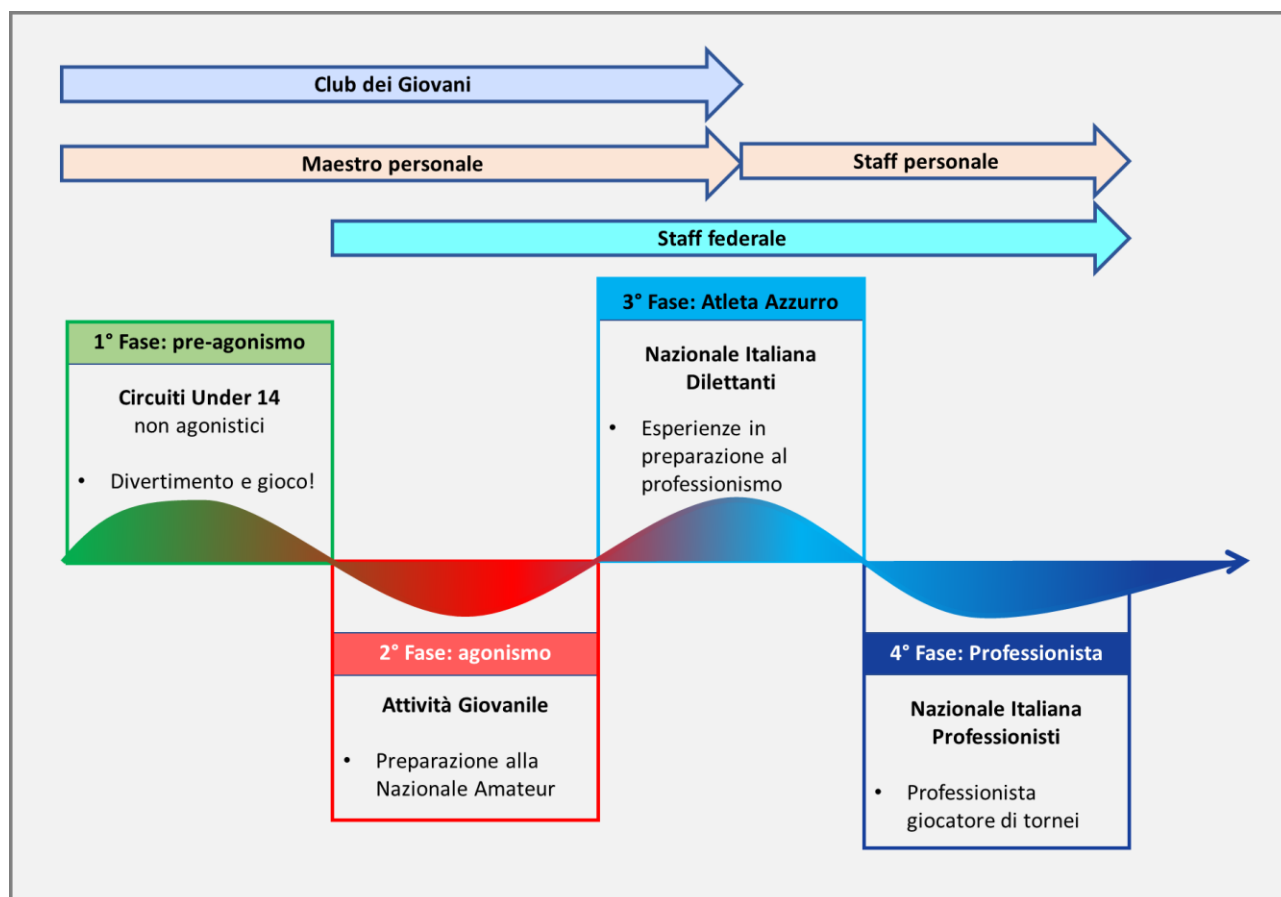 Club dei Giovani
Maestro personale
Staff personale
Staff federale
1° Fase: pre-agonismo
Circuiti Under 14
non agonistici
• Divertimento e gioco!
2° Fase: agonismo
Attività Giovanile
• Preparazione alla
Nazionale Amateur
3° Fase: Atleta Azzurro
Nazionale Italiana
Dilettanti
• Esperienze in
preparazione al
professionismo
4° Fase: Professionista
Nazionale Italiana
Professionisti
• Professionista
giocatore di tornei